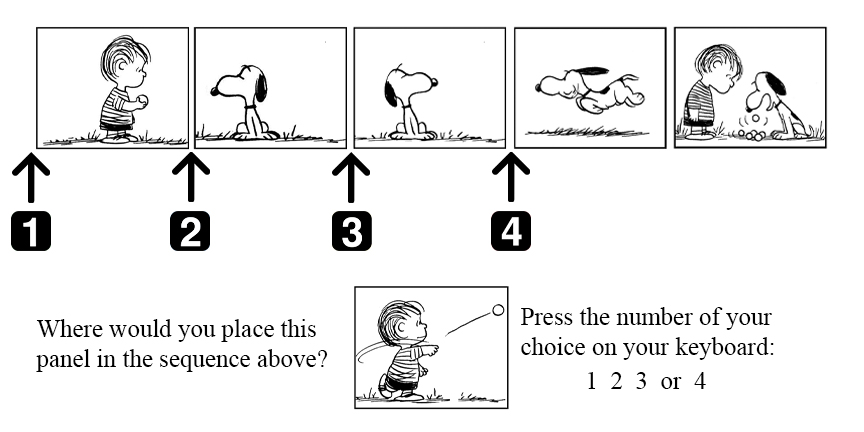 1 2 3 4
Where would you place this
panel in the sequence above?
Press the number of your
choice on your keyboard:
1 2 3 or 4